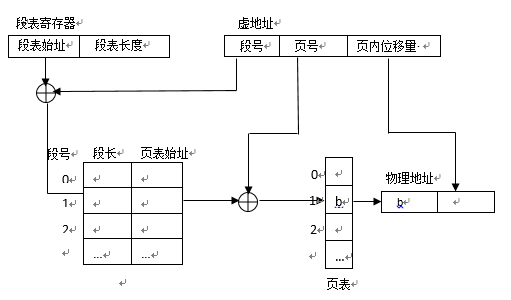 段表寄存器
虚地址
段表始址 段表长度
段号 页号 页内位移量
段号 段长 页表始址
0
1
2
... ...
0
1 b
2
...
页表
物理地址
b